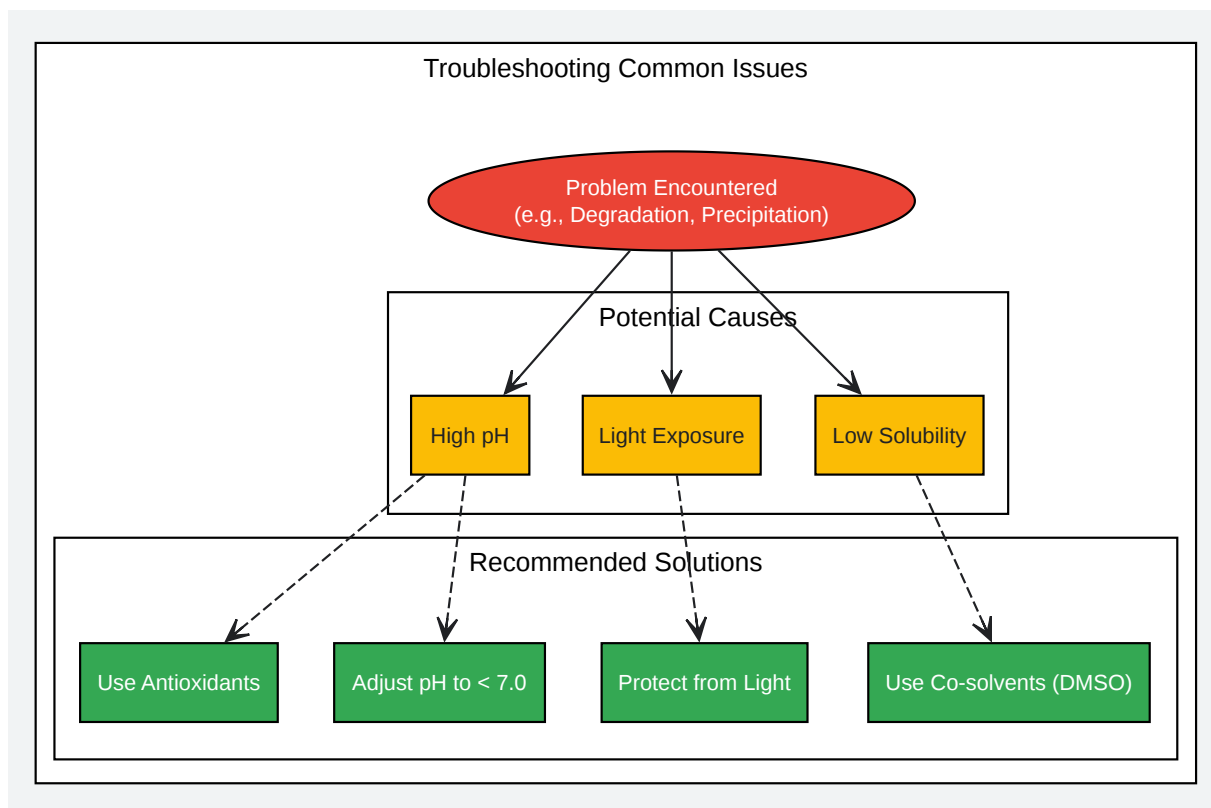 Troubleshooting Common Issues
Problem Encountered
(e.g., Degradation, Precipitation)
Potential Causes
High pH
Light Exposure
Low Solubility
Recommended Solutions
Use Antioxidants
Adjust pH to < 7.0
Protect from Light
Use Co-solvents (DMSO)